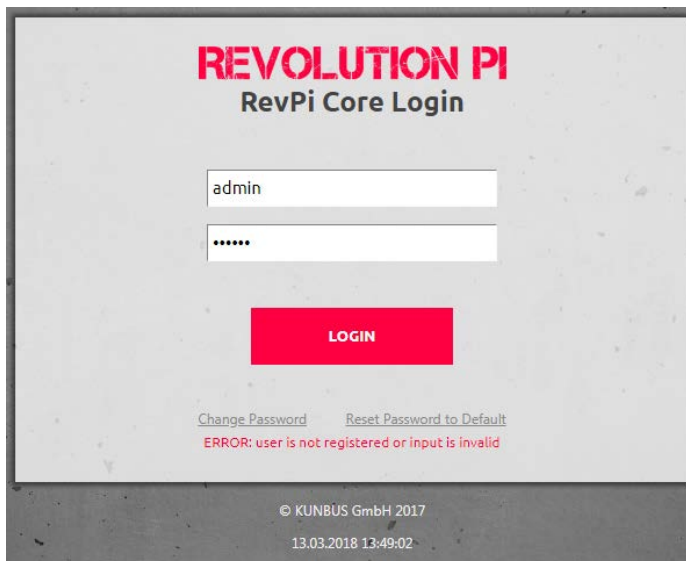 REVOLUTION PI
RevPi Core Login
admin
••••••
LOGIN
Change Password Reset Password to Default
ERROR: user is not registered or input is invalid
© KUNBUS GmbH 2017
13.03.2018 13:49:02